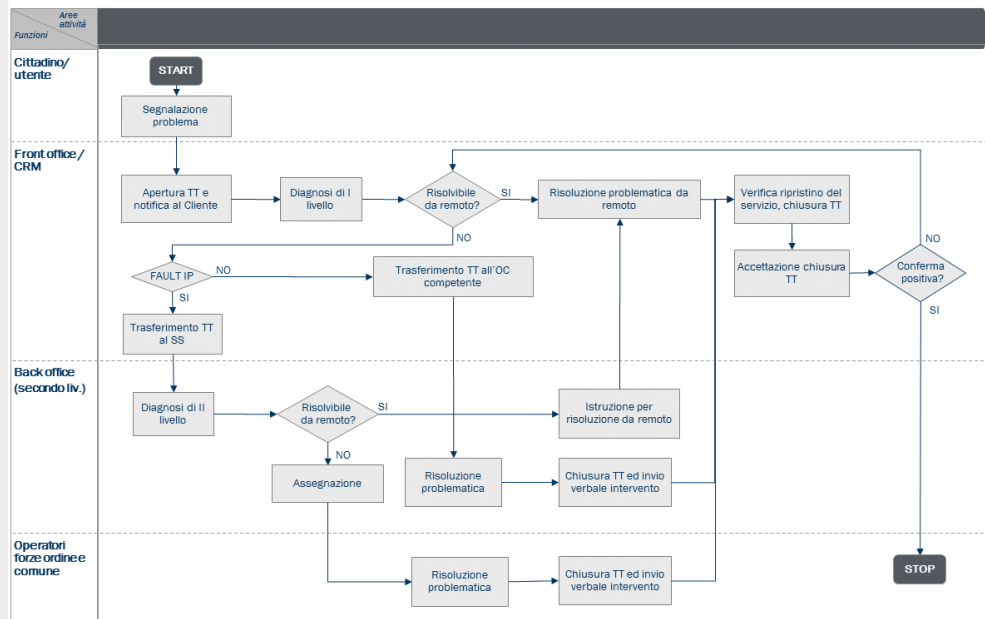 Aree
attività
Funzioni
Cittadino/
utente
START
Segnalazione
problema
Front office /
CRM
Apertura TT e
notifica al Cliente
Diagnosi di I
livello
Risolvibile
da remoto?
SI
Risoluzione problematica da
remoto
Verifica ripristino del
servizio, chiusura TT
NO
NO
FAULT IP
NO
Trasferimento TT all'OC
competente
Accettazione chiusura
TT
Conferma
positiva?
SI
SI
Trasferimento TT
al SS
Back office
(secondo liv.)
Diagnosi di II
livello
Risolvibile
da remoto?
SI
Istruzione per
risoluzione da remoto
NO
Assegnazione
Risoluzione
problematica
Chiusura TT ed invio
verbale intervento
Operatori
forze ordine e
comune
Risoluzione
problematica
Chiusura TT ed invio
verbale intervento
STOP